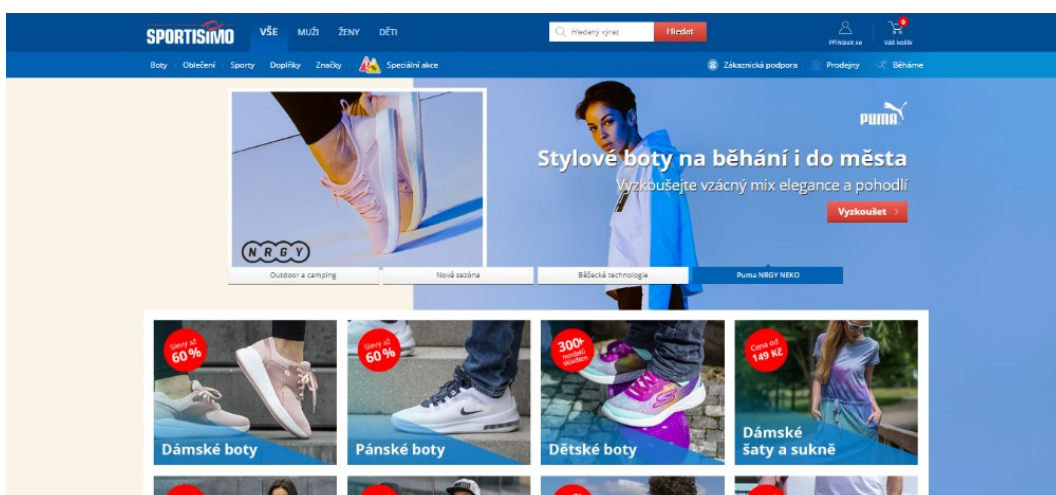 SPORTISIMO
VŠE MUŽI ŽENY DĚTI
Hledaný výraz Hledat
Přihlásit se
0
Váš košík
Boty Oblečení Sporty Doplňky Značky Speciální akce
Zákaznická podpora Prodejny Běháme
PUMA
Stylové boty na běhání i do města
Vyzkoušejte vzácný mix elegance a pohodlí
Vyzkoušet
NRGY
Outdoor a camping Nová sezóna Běžecká technologie Puma NRGY NEKO
Slevy až
60 %
Dámské boty
Slevy až
60 %
Pánské boty
300+
modelů
skladem
Dětské boty
Cena od
149 Kč
Dámské
šaty a sukně